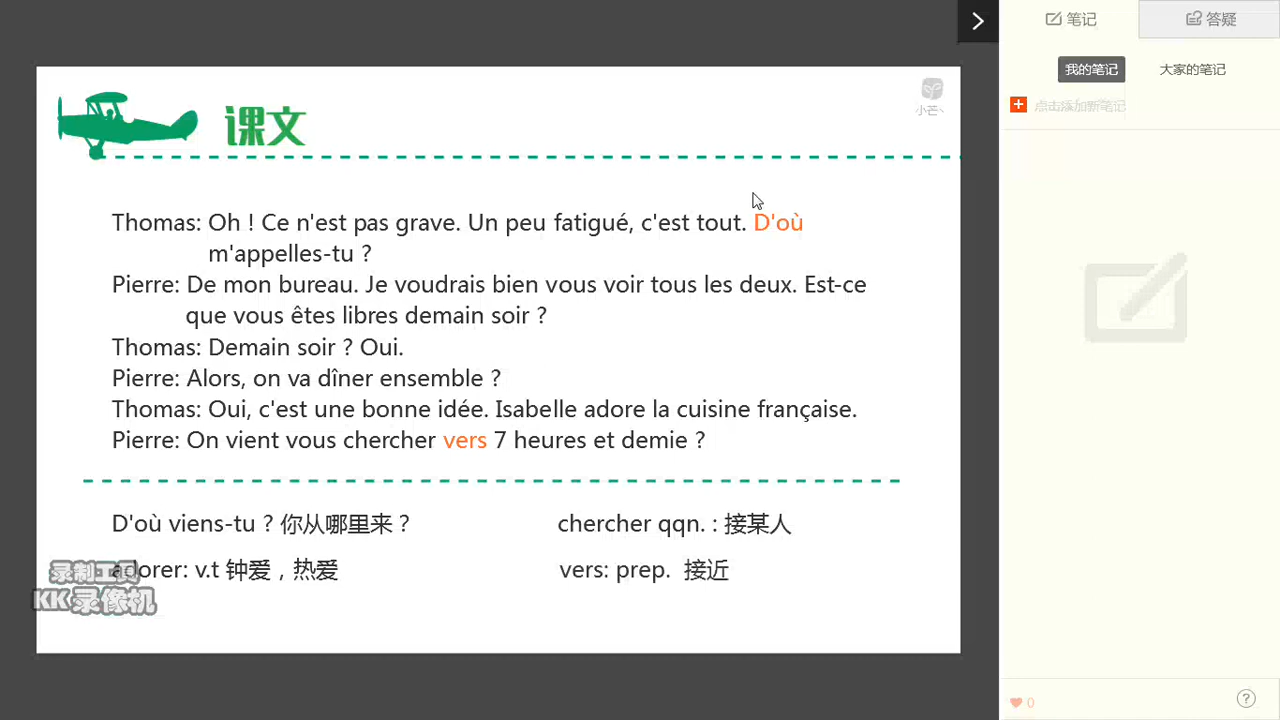 笔记
答疑
我的笔记
大家的笔记
点击添加新笔记
课文
小芒丶
Thomas: Oh ! Ce n'est pas grave. Un peu fatigué, c'est tout. D'où
m'appelles-tu ?
Pierre: De mon bureau. Je voudrais bien vous voir tous les deux. Est-ce
que vous êtes libres demain soir ?
Thomas: Demain soir ? Oui.
Pierre: Alors, on va dîner ensemble ?
Thomas: Oui, c'est une bonne idée. Isabelle adore la cuisine française.
Pierre: On vient vous chercher vers 7 heures et demie ?
D'où viens-tu ? 你从哪里来？
chercher qqn. : 接某人
adorer: v.t 钟爱，热爱
vers: prep. 接近
录制工具
KK 录像机
0